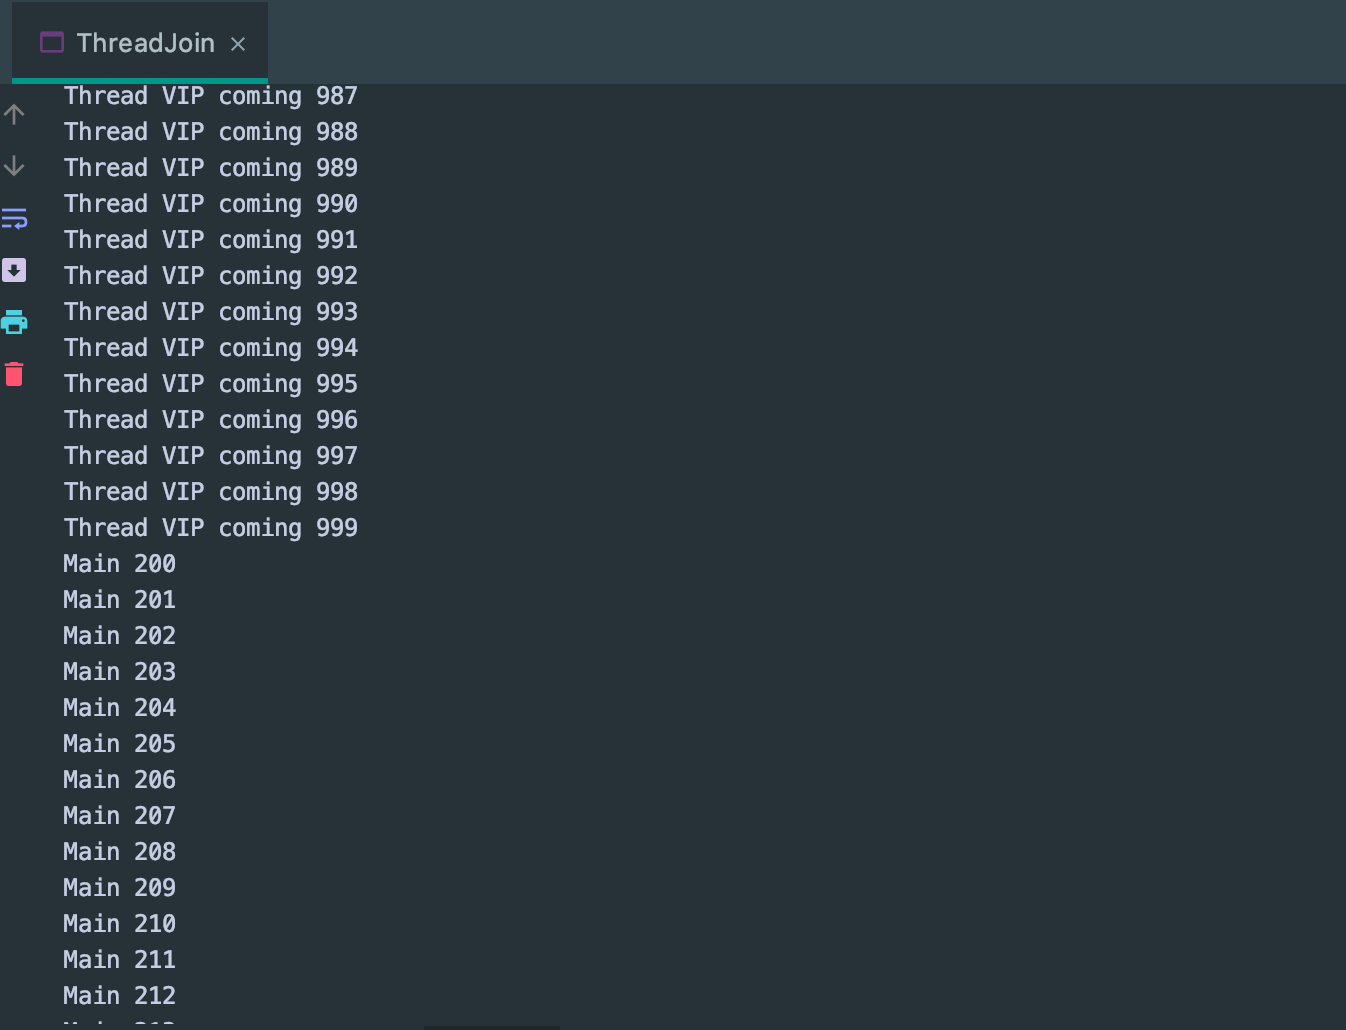 ThreadJoin
Thread VIP coming 987
Thread VIP coming 988
Thread VIP coming 989
Thread VIP coming 990
Thread VIP coming 991
Thread VIP coming 992
Thread VIP coming 993
Thread VIP coming 994
Thread VIP coming 995
Thread VIP coming 996
Thread VIP coming 997
Thread VIP coming 998
Thread VIP coming 999
Main 200
Main 201
Main 202
Main 203
Main 204
Main 205
Main 206
Main 207
Main 208
Main 209
Main 210
Main 211
Main 212